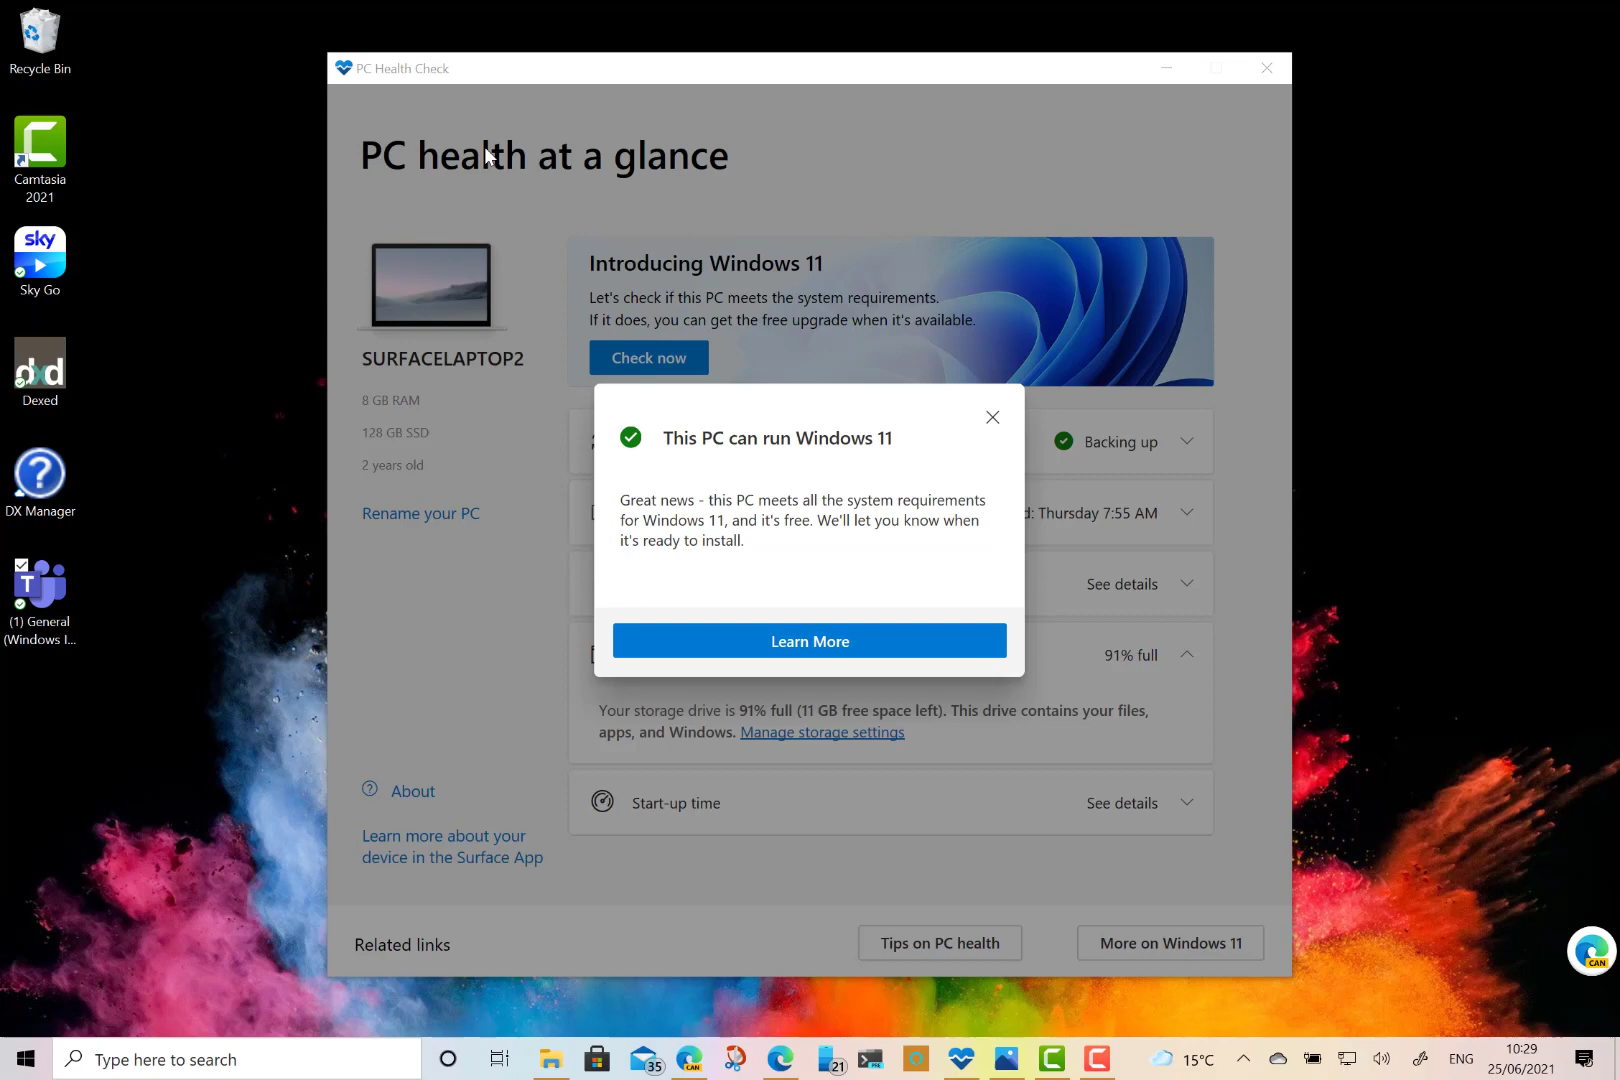 Recycle Bin
Camtasia
2021
sky
Sky Go
dxd
Dexed
?
DX Manager
T
(1) General
(Windows I...
PC Health Check
PC health at a glance
SURFACELAPTOP2
8 GB RAM
128 GB SSD
2 years old
Rename your PC
? About
Learn more about your
device in the Surface App
Introducing Windows 11
Let's check if this PC meets the system requirements.
If it does, you can get the free upgrade when it's available.
Check now
Backing up
d: Thursday 7:55 AM
See details
91% full
This PC can run Windows 11
Great news - this PC meets all the system requirements
for Windows 11, and it's free. We'll let you know when
it's ready to install.
Learn More
Your storage drive is 91% full (11 GB free space left). This drive contains your files,
apps, and Windows. Manage storage settings
Start-up time
See details
Related links
Tips on PC health
More on Windows 11
CAN
Type here to search
35
CAN
21
PRE
15°C
ENG
10:29
25/06/2021